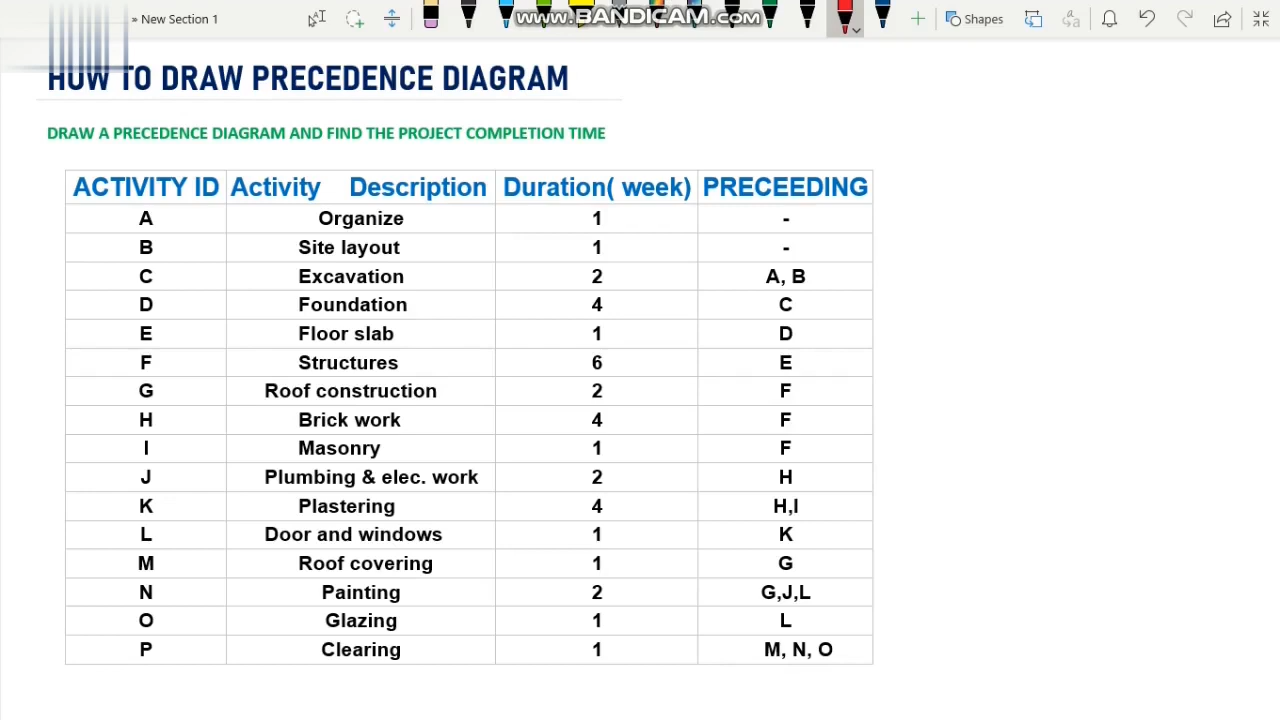 » New Section 1
www.BANDICAM.com
Shapes
HOW TO DRAW PRECEDENCE DIAGRAM
DRAW A PRECEDENCE DIAGRAM AND FIND THE PROJECT COMPLETION TIME
ACTIVITY ID Activity Description Duration( week) PRECEEDING
A Organize 1 -
B Site layout 1 -
C Excavation 2 A, B
D Foundation 4 C
E Floor slab 1 D
F Structures 6 E
G Roof construction 2 F
H Brick work 4 F
I Masonry 1 F
J Plumbing & elec. work 2 H
K Plastering 4 H,I
L Door and windows 1 K
M Roof covering 1 G
N Painting 2 G,J,L
O Glazing 1 L
P Clearing 1 M, N, O